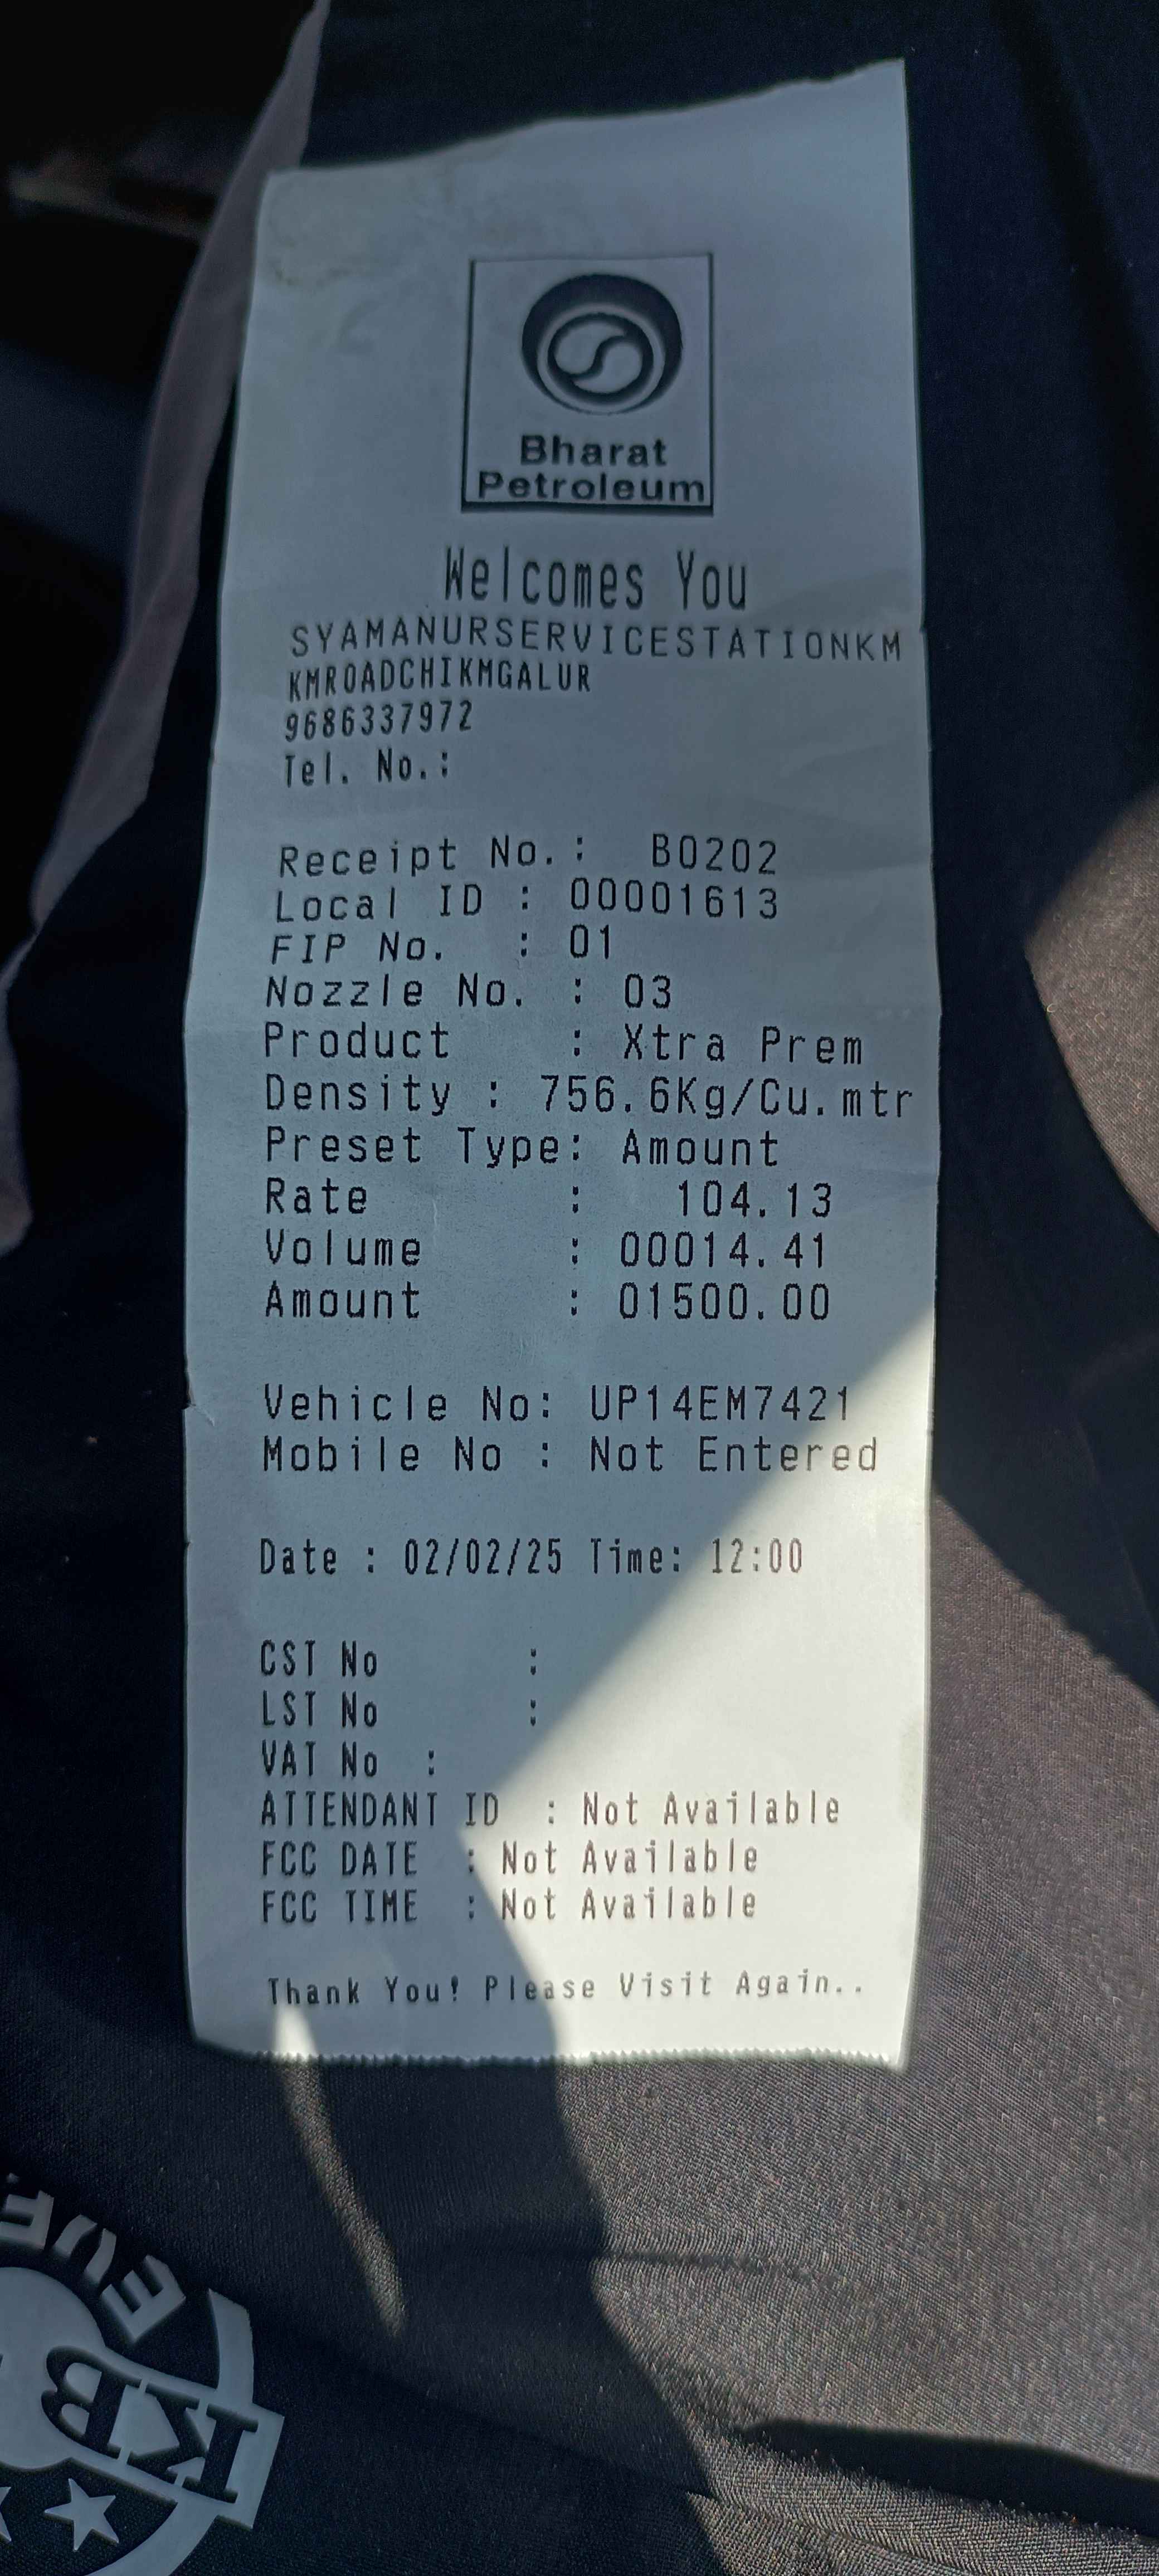 Bharat
Petroleum
Welcomes You
SYAMANURSERVICESTATIONKM
KMROADCHIKMGALUR
9686337972
Tel. No.:
Receipt No.: B0202
Local ID : 00001613
FIP No. : 01
Nozzle No. : 03
Product : Xtra Prem
Density : 756.6Kg/Cu.mtr
Preset Type: Amount
Rate : 104.13
Volume : 00014.41
Amount : 01500.00
Vehicle No: UP14EM7421
Mobile No : Not Entered
Date : 02/02/25 Time: 12:00
CST No :
LST No :
VAT No :
ATTENDANT ID : Not Available
FCC DATE : Not Available
FCC TIME : Not Available
Thank You! Please Visit Again..
KB